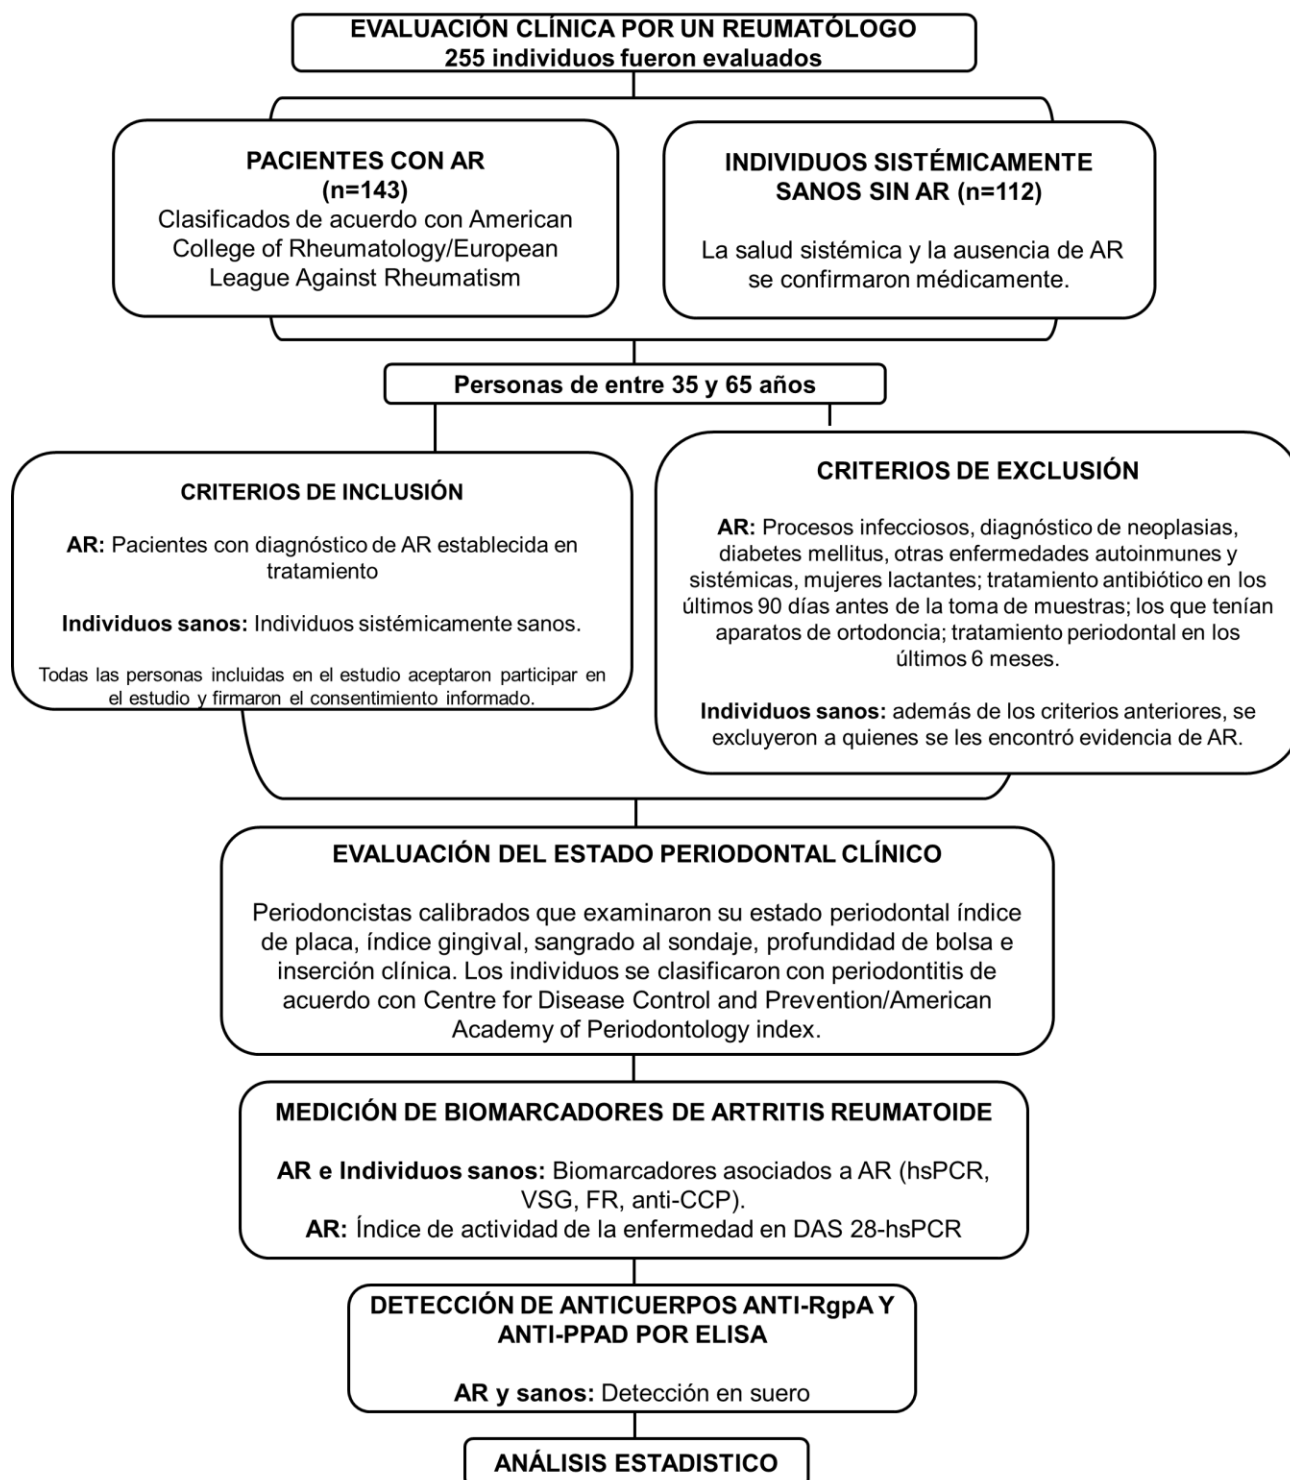 EVALUACIÓN CLÍNICA POR UN REUMATÓLOGO
255 individuos fueron evaluados
PACIENTES CON AR
(n=143)
Clasificados de acuerdo con American
College of Rheumatology/European
League Against Rheumatism
INDIVIDUOS SISTÉMICAMENTE
SANOS SIN AR (n=112)
La salud sistémica y la ausencia de AR
se confirmaron médicamente.
Personas de entre 35 y 65 años
CRITERIOS DE INCLUSIÓN
AR: Pacientes con diagnóstico de AR establecida en
tratamiento
Individuos sanos: Individuos sistémicamente sanos.
Todas las personas incluidas en el estudio aceptaron participar en
el estudio y firmaron el consentimiento informado.
CRITERIOS DE EXCLUSIÓN
AR: Procesos infecciosos, diagnóstico de neoplasias,
diabetes mellitus, otras enfermedades autoinmunes y
sistémicas, mujeres lactantes; tratamiento antibiótico en los
últimos 90 días antes de la toma de muestras; los que tenían
aparatos de ortodoncia; tratamiento periodontal en los
últimos 6 meses.
Individuos sanos: además de los criterios anteriores, se
excluyeron a quienes se les encontró evidencia de AR.
EVALUACIÓN DEL ESTADO PERIODONTAL CLÍNICO
Periodoncistas calibrados que examinaron su estado periodontal índice
de placa, índice gingival, sangrado al sondaje, profundidad de bolsa e
inserción clínica. Los individuos se clasificaron con periodontitis de
acuerdo con Centre for Disease Control and Prevention/American
Academy of Periodontology index.
MEDICIÓN DE BIOMARCADORES DE ARTRITIS REUMATOIDE
AR e Individuos sanos: Biomarcadores asociados a AR (hsPCR,
VSG, FR, anti-CCP).
AR: Índice de actividad de la enfermedad en DAS 28-hsPCR
DETECCIÓN DE ANTICUERPOS ANTI-RgpA Y
ANTI-PPAD POR ELISA
AR y sanos: Detección en suero
ANÁLISIS ESTADISTICO